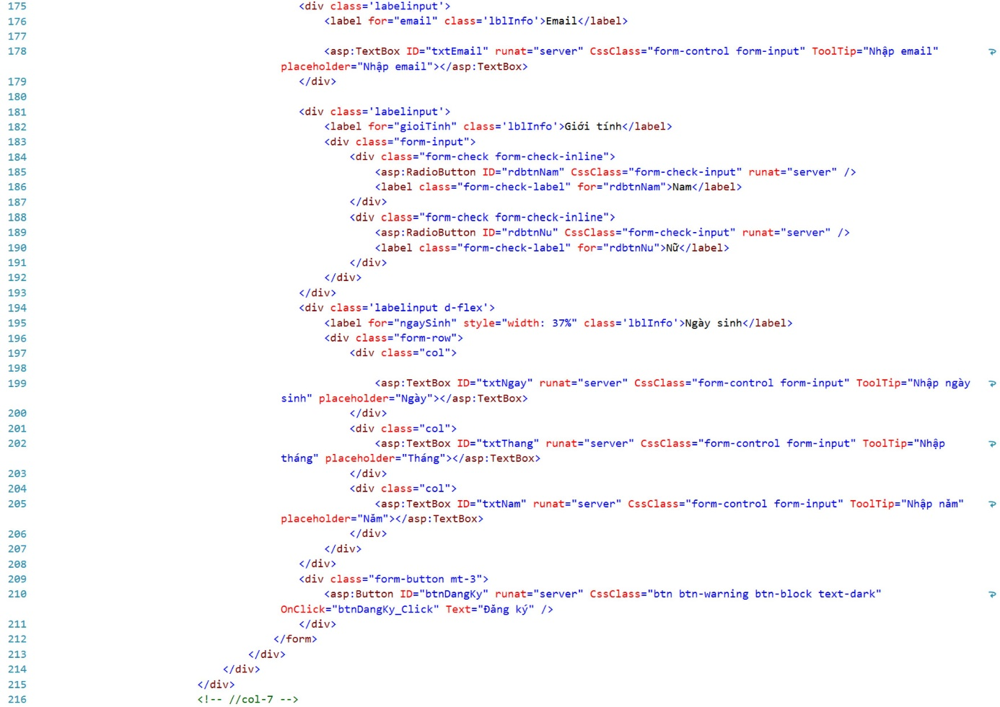 175 <div class='labelinput'>
176 <label for="email" class='lblInfo'>Email</label>
177
178 <asp:TextBox ID="txtEmail" runat="server" CssClass="form-control form-input" ToolTip="Nhập email"
placeholder="Nhập email"></asp:TextBox>
179 </div>
180
181 <div class='labelinput'>
182 <label for="gioiTinh" class='lblInfo'>Giới tính</label>
183 <div class="form-input">
184 <div class="form-check form-check-inline">
185 <asp:RadioButton ID="rdbtnNam" CssClass="form-check-input" runat="server" />
186 <label class="form-check-label" for="rdbtnNam">Nam</label>
187 </div>
188 <div class="form-check form-check-inline">
189 <asp:RadioButton ID="rdbtnNu" CssClass="form-check-input" runat="server" />
190 <label class="form-check-label" for="rdbtnNu">Nữ</label>
191 </div>
192 </div>
193 </div>
194 <div class='labelinput d-flex'>
195 <label for="ngaySinh" style="width: 37%" class='lblInfo'>Ngày sinh</label>
196 <div class="form-row">
197 <div class="col">
198
199 <asp:TextBox ID="txtNgay" runat="server" CssClass="form-control form-input" ToolTip="Nhập ngày
sinh" placeholder="Ngày"></asp:TextBox>
200 </div>
201 <div class="col">
202 <asp:TextBox ID="txtThang" runat="server" CssClass="form-control form-input" ToolTip="Nhập
tháng" placeholder="Tháng"></asp:TextBox>
203 </div>
204 <div class="col">
205 <asp:TextBox ID="txtNam" runat="server" CssClass="form-control form-input" ToolTip="Nhập năm"
placeholder="Năm"></asp:TextBox>
206 </div>
207 </div>
208 </div>
209 <div class="form-button mt-3">
210 <asp:Button ID="btnDangKy" runat="server" CssClass="btn btn-warning btn-block text-dark"
OnClick="btnDangKy_Click" Text="Đăng ký" />
211 </div>
212 </form>
213 </div>
214 </div>
215 </div>
216 <!-- //col-7 -->